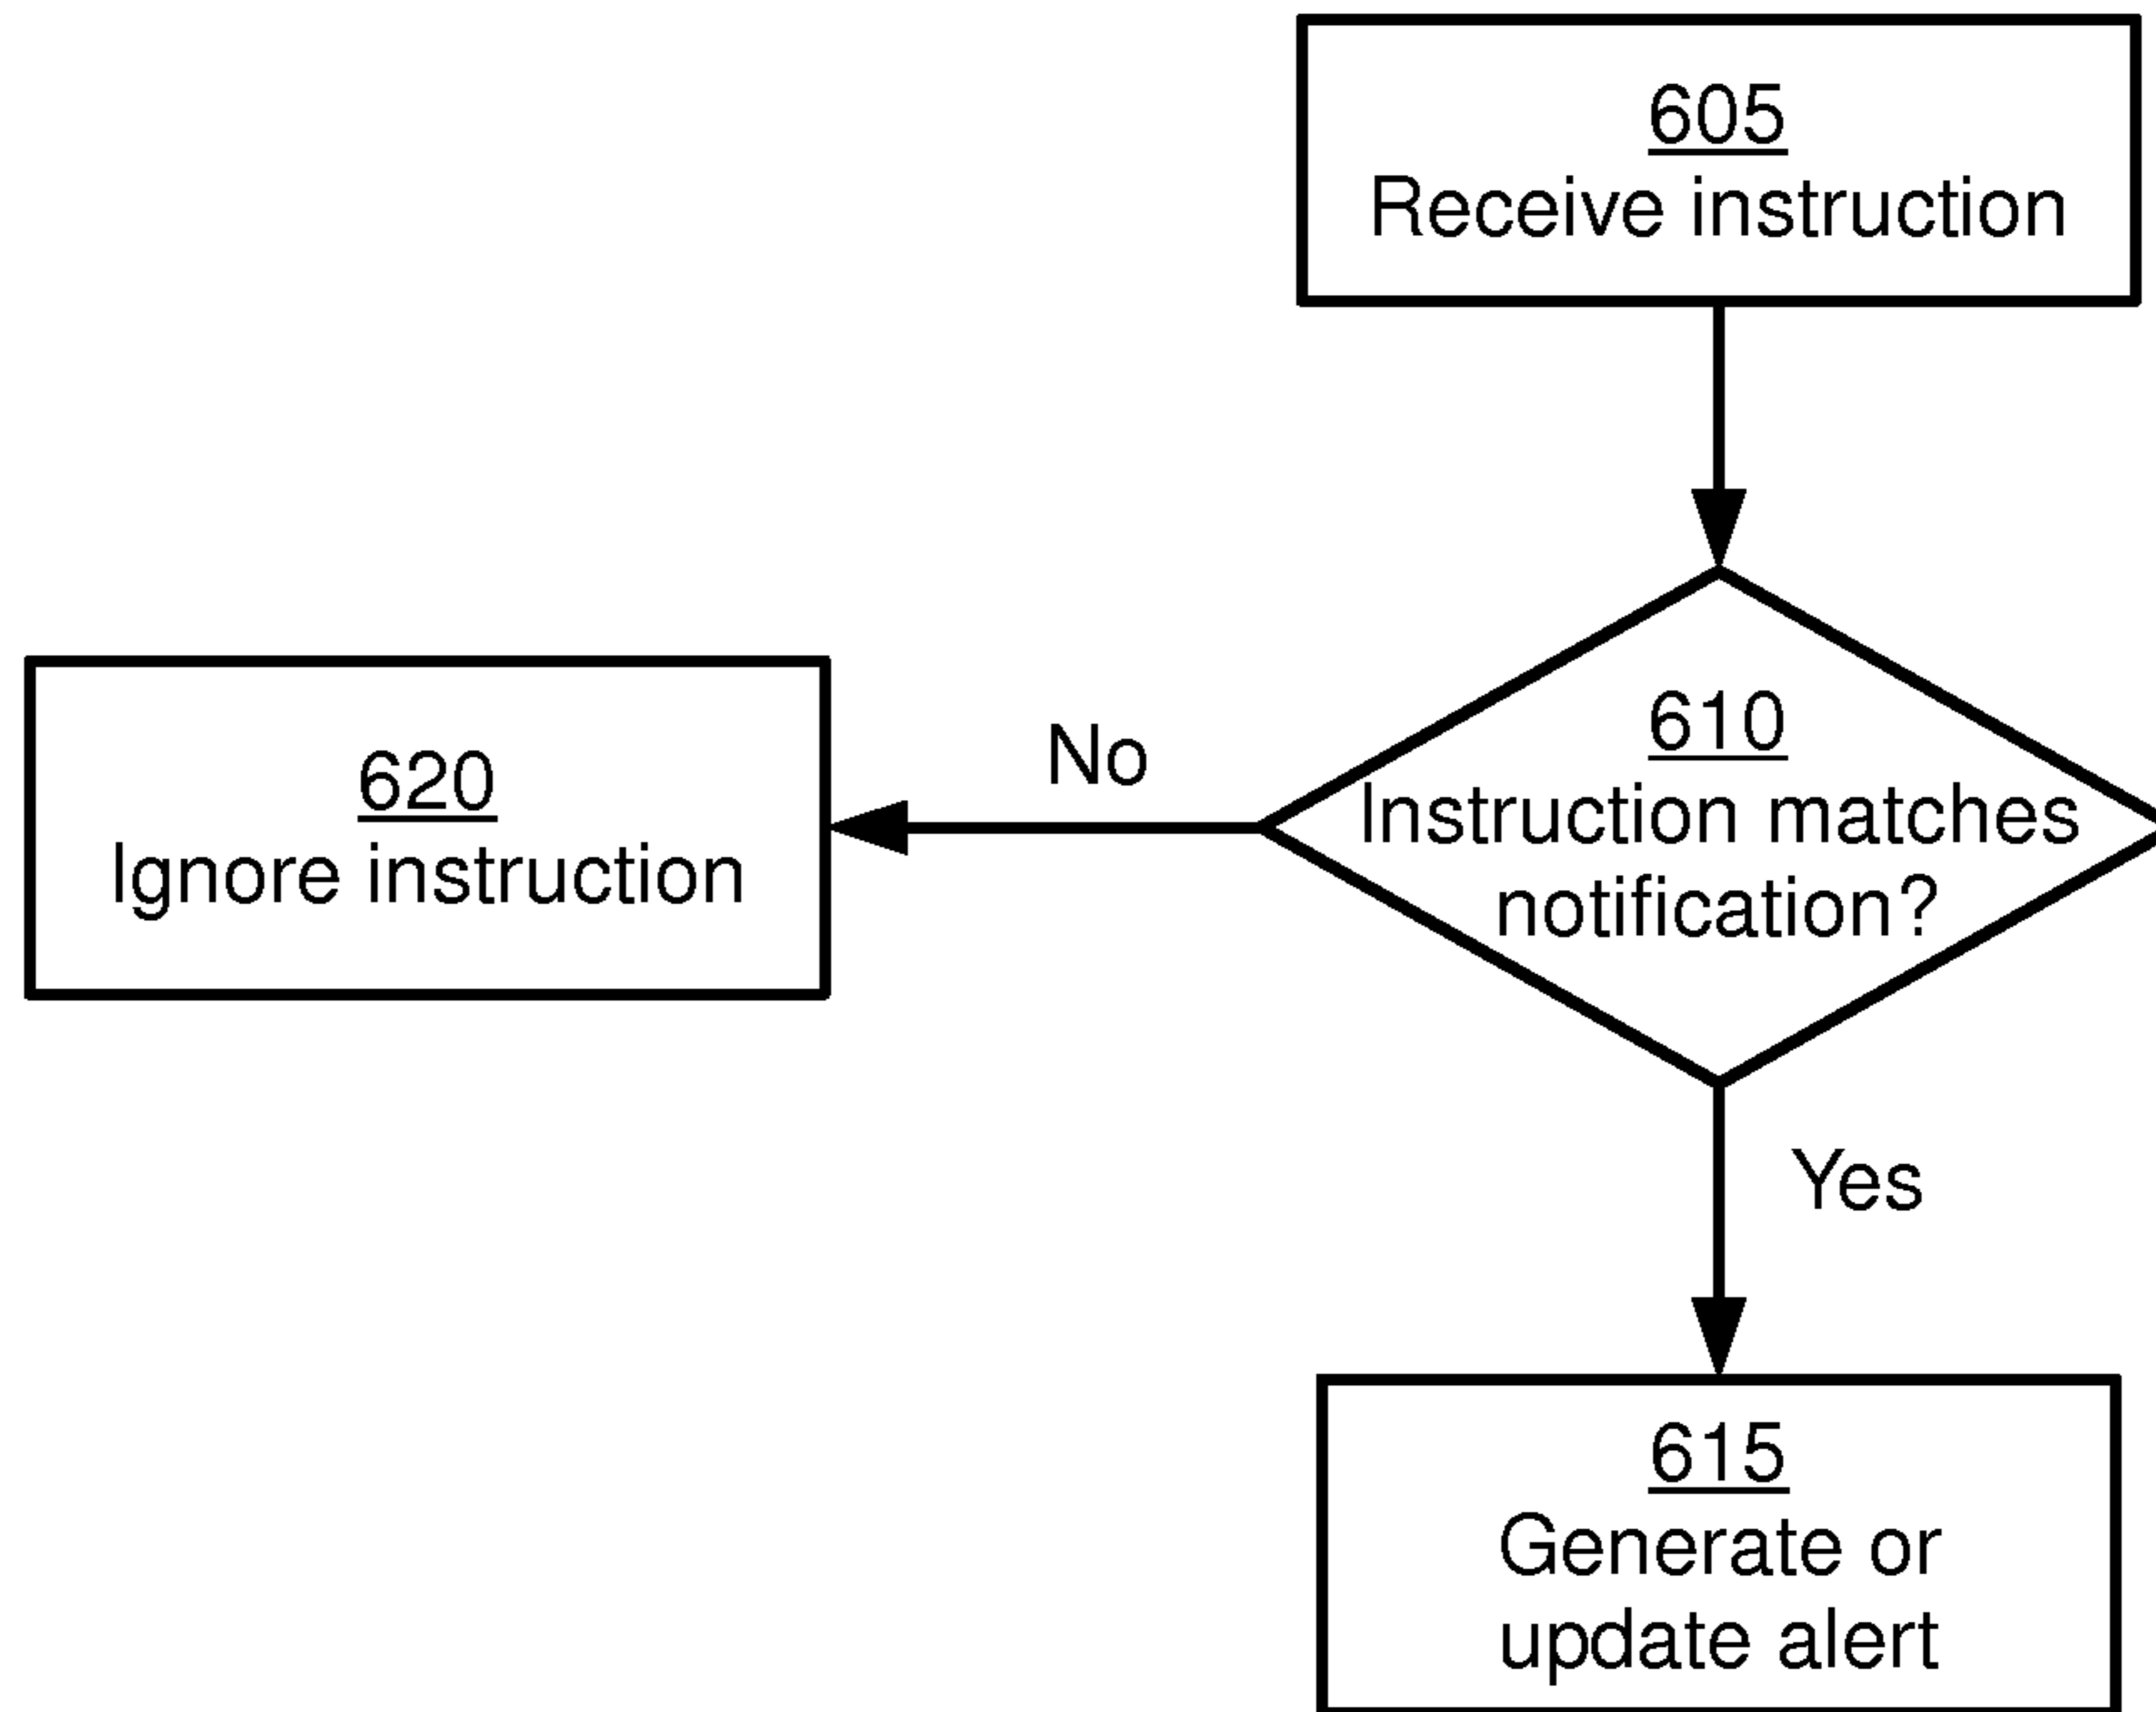 605
Receive instruction
610
Instruction matches
notification?
No
620
Ignore instruction
Yes
615
Generate or
update alert